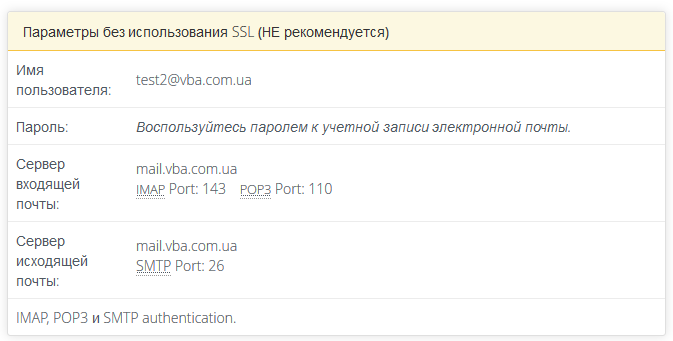 Параметры без использования SSL (НЕ рекомендуется)
Имя
пользователя:
test2@vba.com.ua
Пароль:
Воспользуйтесь паролем к учетной записи электронной почты.
Сервер
входящей
почты:
mail.vba.com.ua
IMAP Port: 143 POP3 Port: 110
Сервер
исходящей
почты:
mail.vba.com.ua
SMTP Port: 26
IMAP, POP3 и SMTP authentication.